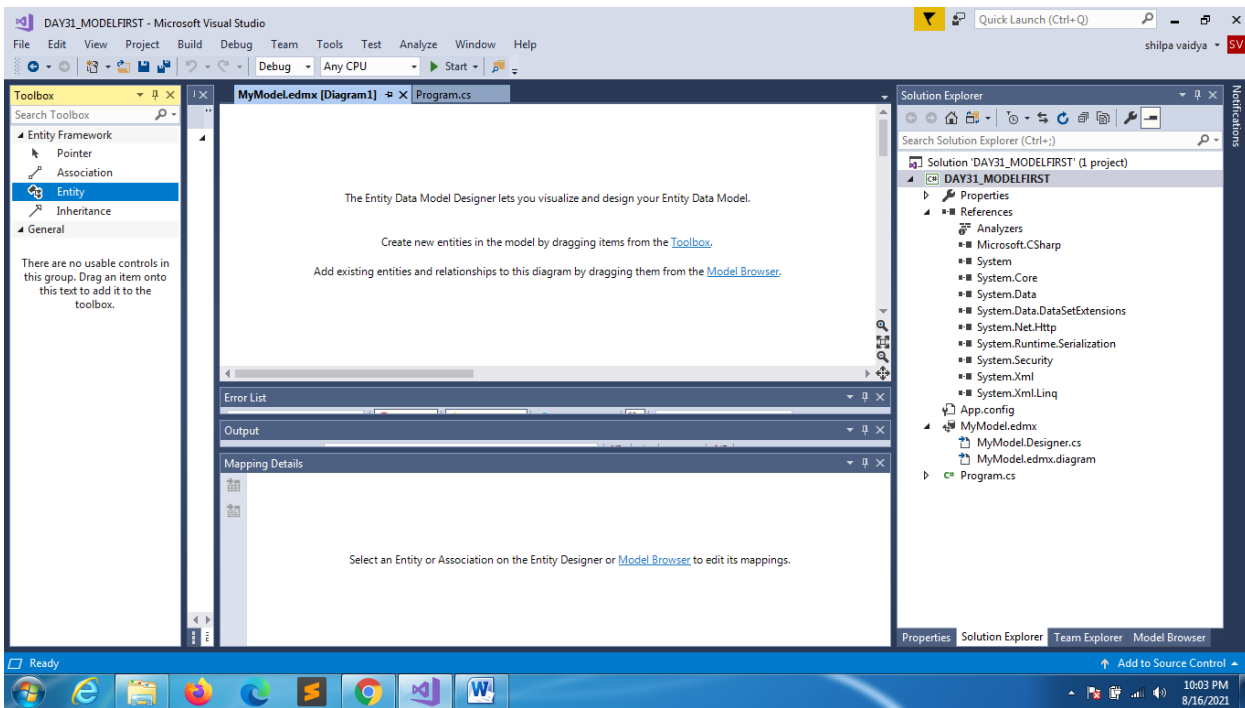 DAY31_MODELFIRST - Microsoft Visual Studio
Quick Launch (Ctrl+Q)
File Edit View Project Build Debug Team Tools Test Analyze Window Help
shilpa vaidya
SV
Debug Any CPU Start
Toolbox
Search Toolbox
Entity Framework
Pointer
Association
Entity
Inheritance
General
There are no usable controls in
this group. Drag an item onto
this text to add it to the
toolbox.
MyModel.edmx [Diagram1] Program.cs
The Entity Data Model Designer lets you visualize and design your Entity Data Model.
Create new entities in the model by dragging items from the Toolbox.
Add existing entities and relationships to this diagram by dragging them from the Model Browser.
Error List
Output
Mapping Details
Select an Entity or Association on the Entity Designer or Model Browser to edit its mappings.
Solution Explorer
Search Solution Explorer (Ctrl+;)
Solution 'DAY31_MODELFIRST' (1 project)
C# DAY31_MODELFIRST
Properties
References
Analyzers
Microsoft.CSharp
System
System.Core
System.Data
System.Data.DataSetExtensions
System.Net.Http
System.Runtime.Serialization
System.Security
System.Xml
System.Xml.Linq
App.config
MyModel.edmx
MyModel.Designer.cs
MyModel.edmx.diagram
C# Program.cs
Properties Solution Explorer Team Explorer Model Browser
Notifications
Ready
Add to Source Control
10:03 PM
8/16/2021